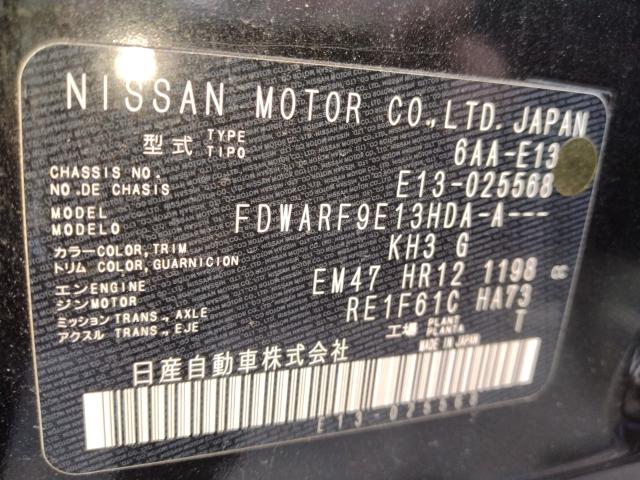 NISSAN MOTOR CO.,LTD. JAPAN
型式 TYPE TIPO 6AA-E13
CHASSIS NO. NO.DE CHASIS E13-025568
MODEL MODELO FDWARF9E13HDA-A---
カラー COLOR, TRIM トリム COLOR, GUARNICION KH3 G
エンジン ENGINE MOTOR EM47 HR12 1198 cc
ミッション TRANS., AXLE アクスル TRANS., EJE RE1F61C HA73
工場 PLANT PLANTA T
日産自動車株式会社 MADE IN JAPAN
E13-025568